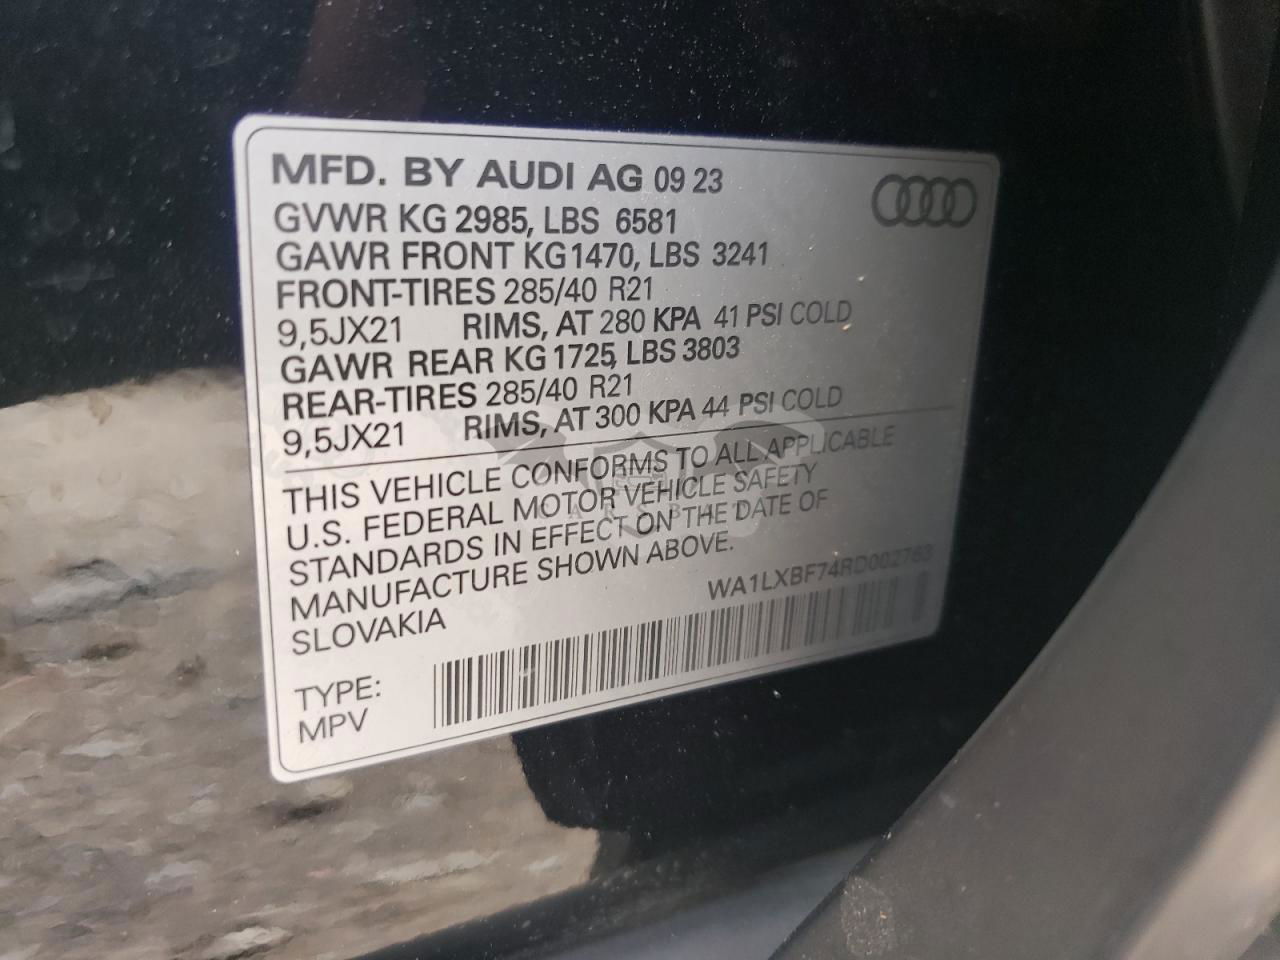 MFD. BY AUDI AG 09 23
GVWR KG 2985, LBS 6581
GAWR FRONT KG1470, LBS 3241
FRONT-TIRES 285/40 R21
9,5JX21 RIMS, AT 280 KPA 41 PSI COLD
GAWR REAR KG 1725, LBS 3803
REAR-TIRES 285/40 R21
9,5JX21 RIMS, AT 300 KPA 44 PSI COLD
THIS VEHICLE CONFORMS TO ALL APPLICABLE
U.S. FEDERAL MOTOR VEHICLE SAFETY
STANDARDS IN EFFECT ON THE DATE OF
MANUFACTURE SHOWN ABOVE.
SLOVAKIA
WA1LXBF74RD002763
TYPE:
MPV